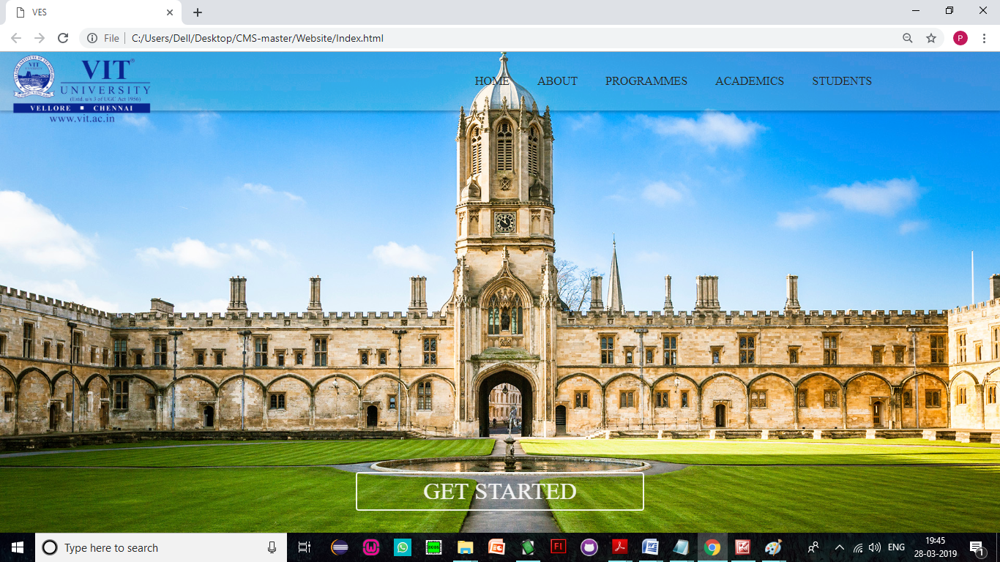 VES
File
C:/Users/Dell/Desktop/CMS-master/Website/Index.html
P
VIT
VIT®
UNIVERSITY
(Estd. u/s 3 of UGC Act 1956)
VELLORE ■ CHENNAI
www.vit.ac.in
HOME ABOUT PROGRAMMES ACADEMICS STUDENTS
GET STARTED
Type here to search
ENG
19:45
28-03-2019
1